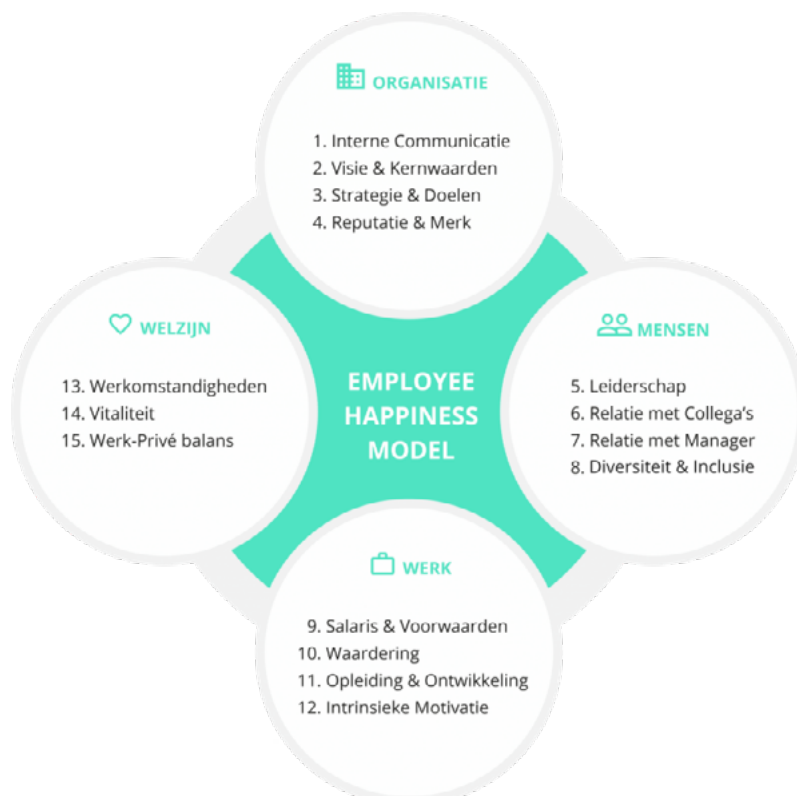 ORGANISATIE
1. Interne Communicatie
2. Visie & Kernwaarden
3. Strategie & Doelen
4. Reputatie & Merk
WELZIJN
13. Werkomstandigheden
14. Vitaliteit
15. Werk-Privé balans
EMPLOYEE
HAPPINESS
MODEL
MENSEN
5. Leiderschap
6. Relatie met Collega's
7. Relatie met Manager
8. Diversiteit & Inclusie
WERK
9. Salaris & Voorwaarden
10. Waardering
11. Opleiding & Ontwikkeling
12. Intrinsieke Motivatie